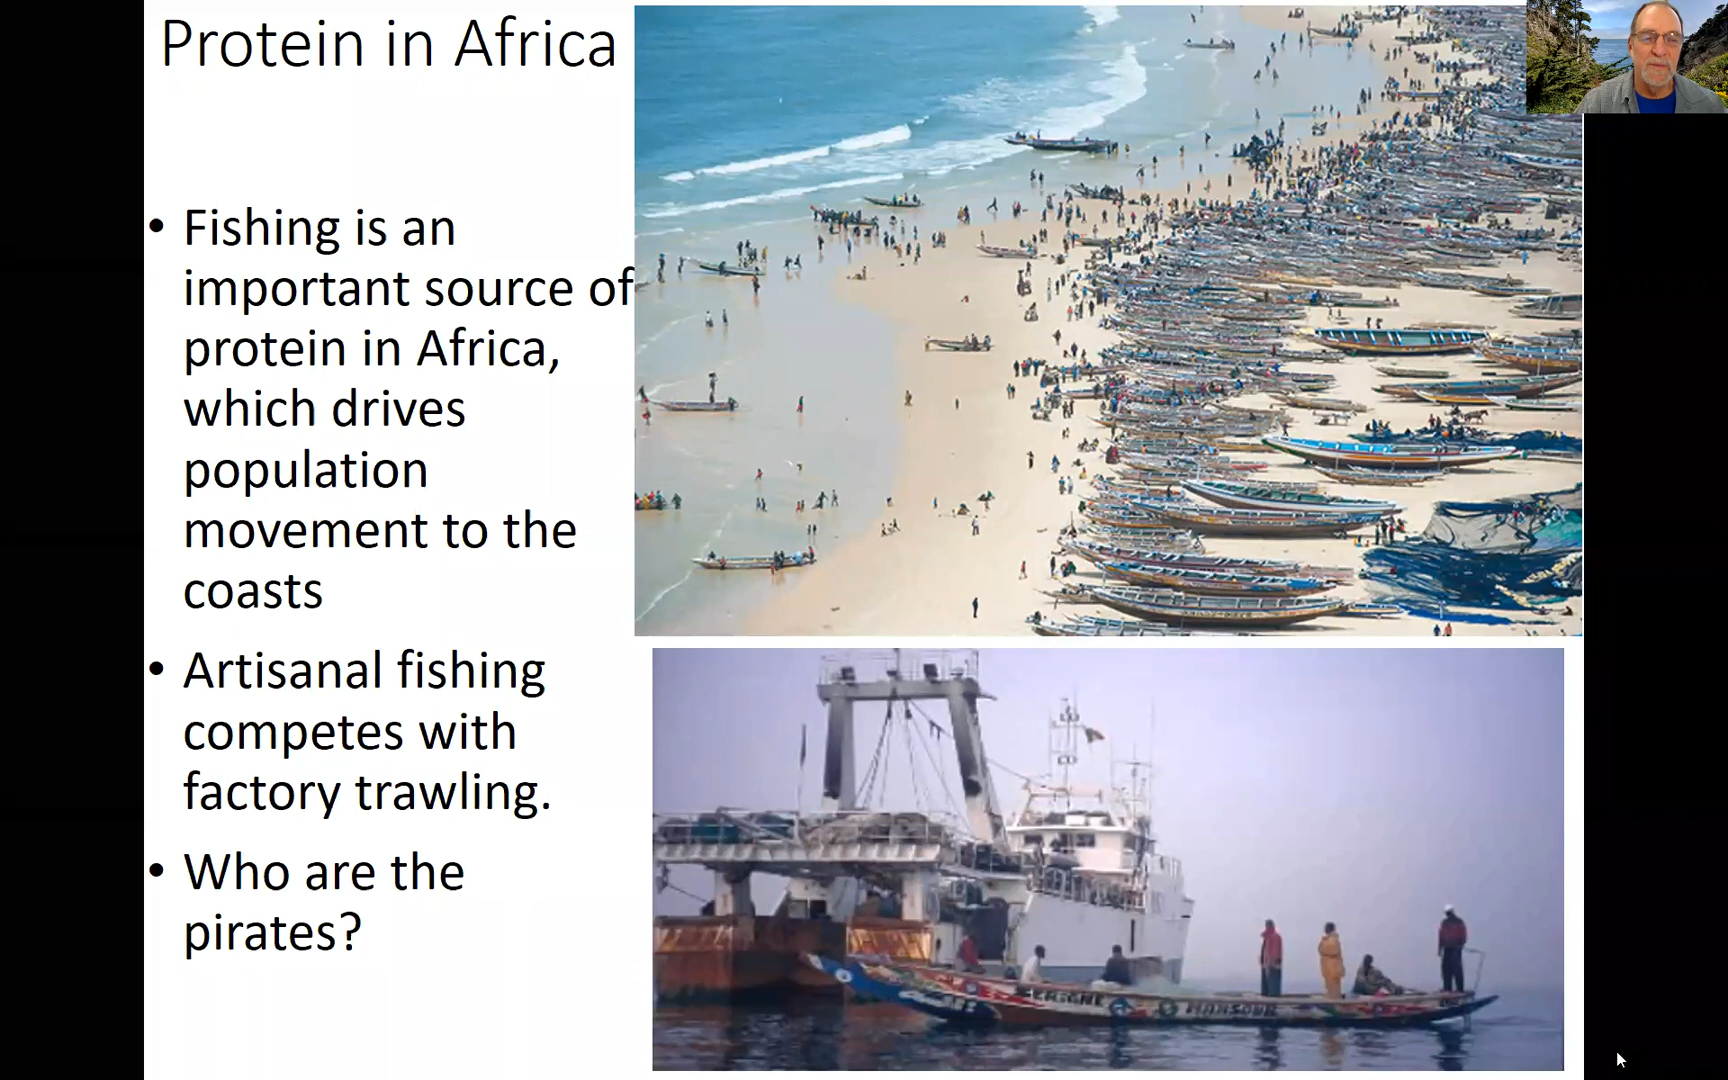 Protein in Africa
• Fishing is an
important source of
protein in Africa,
which drives
population
movement to the
coasts
• Artisanal fishing
competes with
factory trawling.
• Who are the
pirates?
MANSOUR